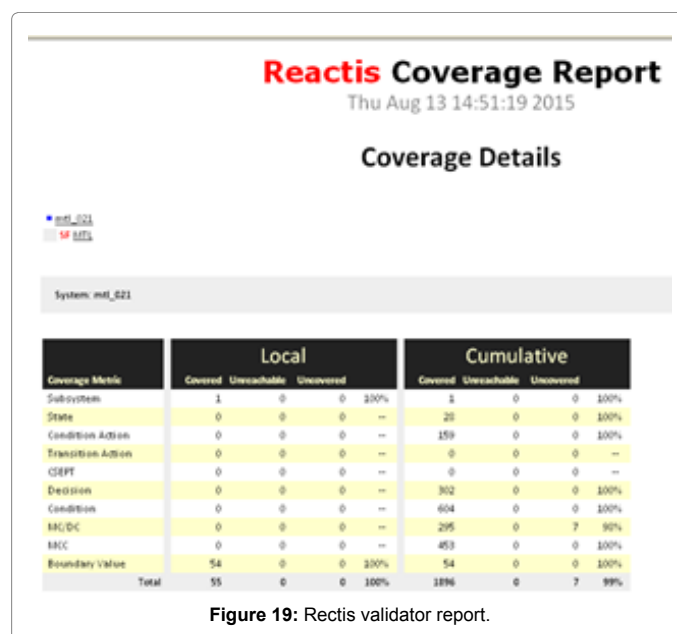 Reactis Coverage Report
Thu Aug 13 14:51:19 2015
Coverage Details
mtl_021
SF MTL
System: mtl_021
Local Cumulative
Coverage Metric Covered Unreachable Uncovered Covered Unreachable Uncovered
Subsystem 1 0 0 100% 1 0 0 100%
State 0 0 0 -- 28 0 0 100%
Condition Action 0 0 0 -- 159 0 0 100%
Transition Action 0 0 0 -- 0 0 0 --
CSEPT 0 0 0 -- 0 0 0 --
Decision 0 0 0 -- 302 0 0 100%
Condition 0 0 0 -- 604 0 0 100%
MC/DC 0 0 0 -- 295 0 7 98%
MCC 0 0 0 -- 453 0 0 100%
Boundary Value 54 0 0 100% 54 0 0 100%
Total 55 0 0 100% 1896 0 7 99%
Figure 19: Rectis validator report.